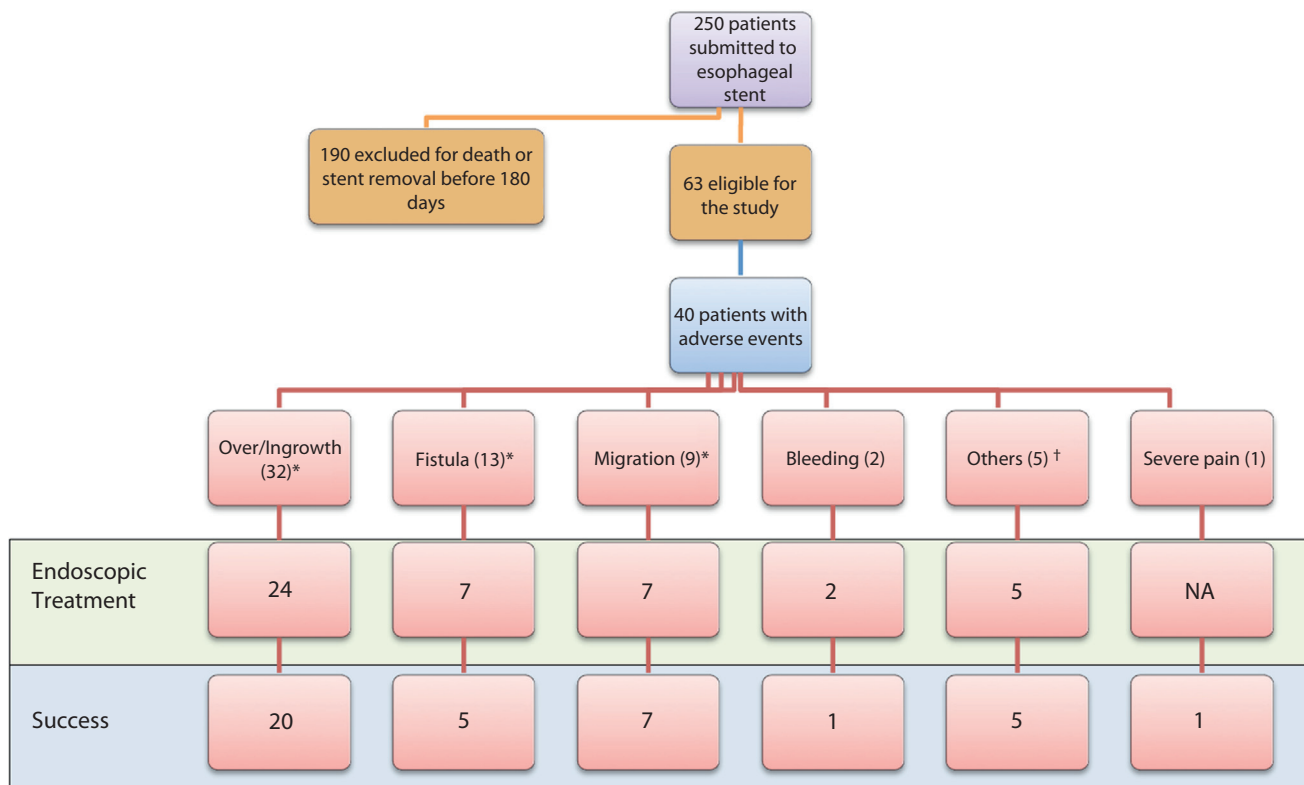 250 patients
submitted to
esophageal
stent
190 excluded for death or
stent removal before 180
days
63 eligible for
the study
40 patients with
adverse events
Over/Ingrowth
(32)*
Fistula (13)*
Migration (9)*
Bleeding (2)
Others (5) †
Severe pain (1)
Endoscopic
Treatment
24
7
7
2
5
NA
Success
20
5
7
1
5
1